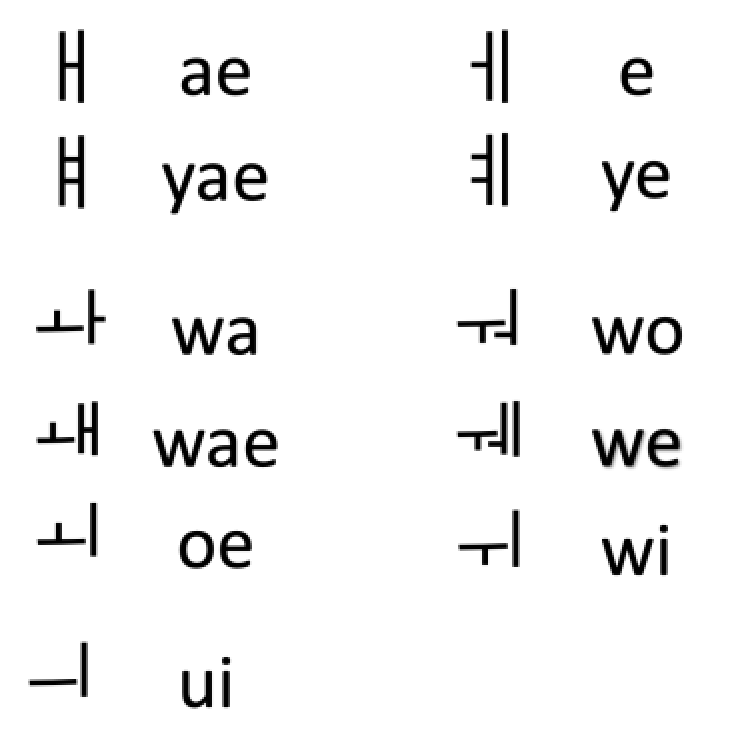 ㅐ ae ㅔ e
ㅒ yae ㅖ ye
ㅘ wa ㅝ wo
ㅙ wae ㅞ we
ㅚ oe ㅟ wi
ㅢ ui